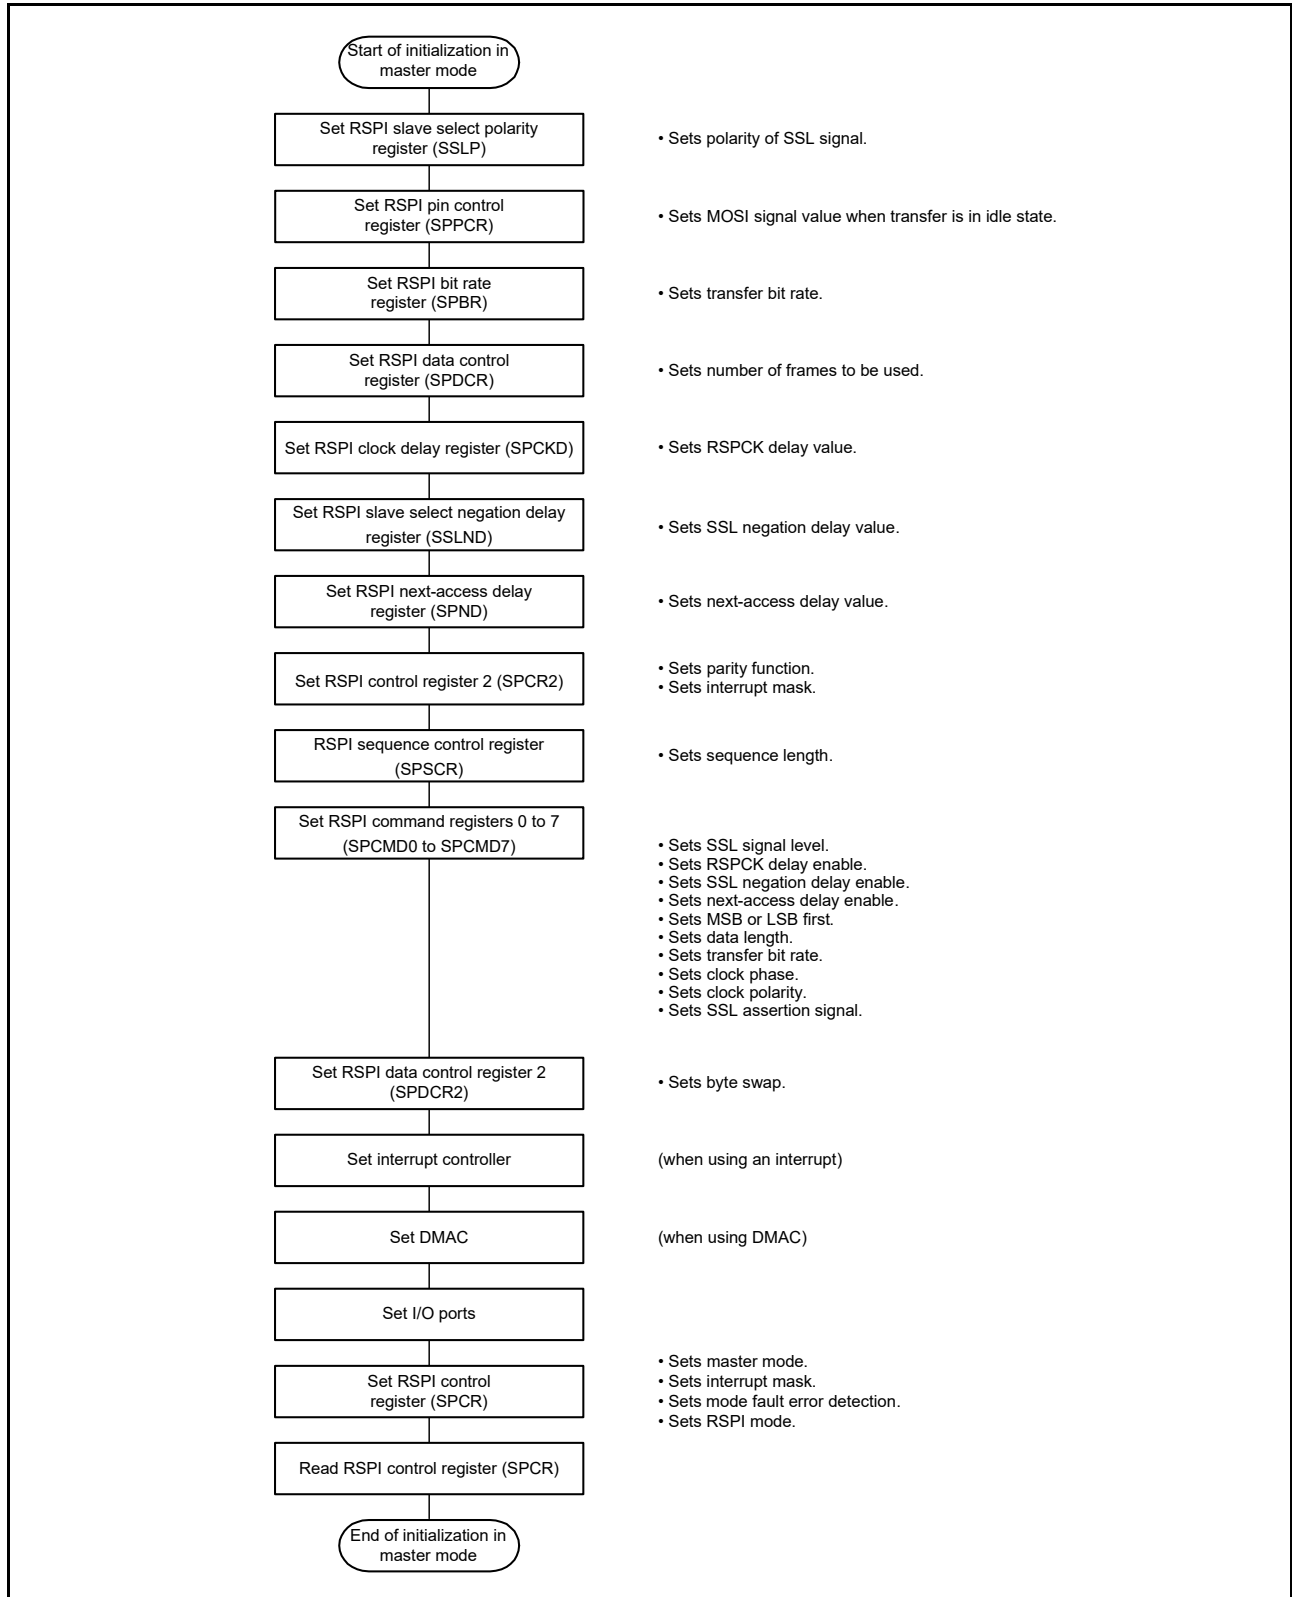 Start of initialization in
master mode
Set RSPI slave select polarity
register (SSLP)
• Sets polarity of SSL signal.
Set RSPI pin control
register (SPPCR)
• Sets MOSI signal value when transfer is in idle state.
Set RSPI bit rate
register (SPBR)
• Sets transfer bit rate.
Set RSPI data control
register (SPDCR)
• Sets number of frames to be used.
Set RSPI clock delay register (SPCKD)
• Sets RSPCK delay value.
Set RSPI slave select negation delay
register (SSLND)
• Sets SSL negation delay value.
Set RSPI next-access delay
register (SPND)
• Sets next-access delay value.
Set RSPI control register 2 (SPCR2)
• Sets parity function.
• Sets interrupt mask.
RSPI sequence control register
(SPSCR)
• Sets sequence length.
Set RSPI command registers 0 to 7
(SPCMD0 to SPCMD7)
• Sets SSL signal level.
• Sets RSPCK delay enable.
• Sets SSL negation delay enable.
• Sets next-access delay enable.
• Sets MSB or LSB first.
• Sets data length.
• Sets transfer bit rate.
• Sets clock phase.
• Sets clock polarity.
• Sets SSL assertion signal.
Set RSPI data control register 2
(SPDCR2)
• Sets byte swap.
Set interrupt controller
(when using an interrupt)
Set DMAC
(when using DMAC)
Set I/O ports
Set RSPI control
register (SPCR)
• Sets master mode.
• Sets interrupt mask.
• Sets mode fault error detection.
• Sets RSPI mode.
Read RSPI control register (SPCR)
End of initialization in
master mode